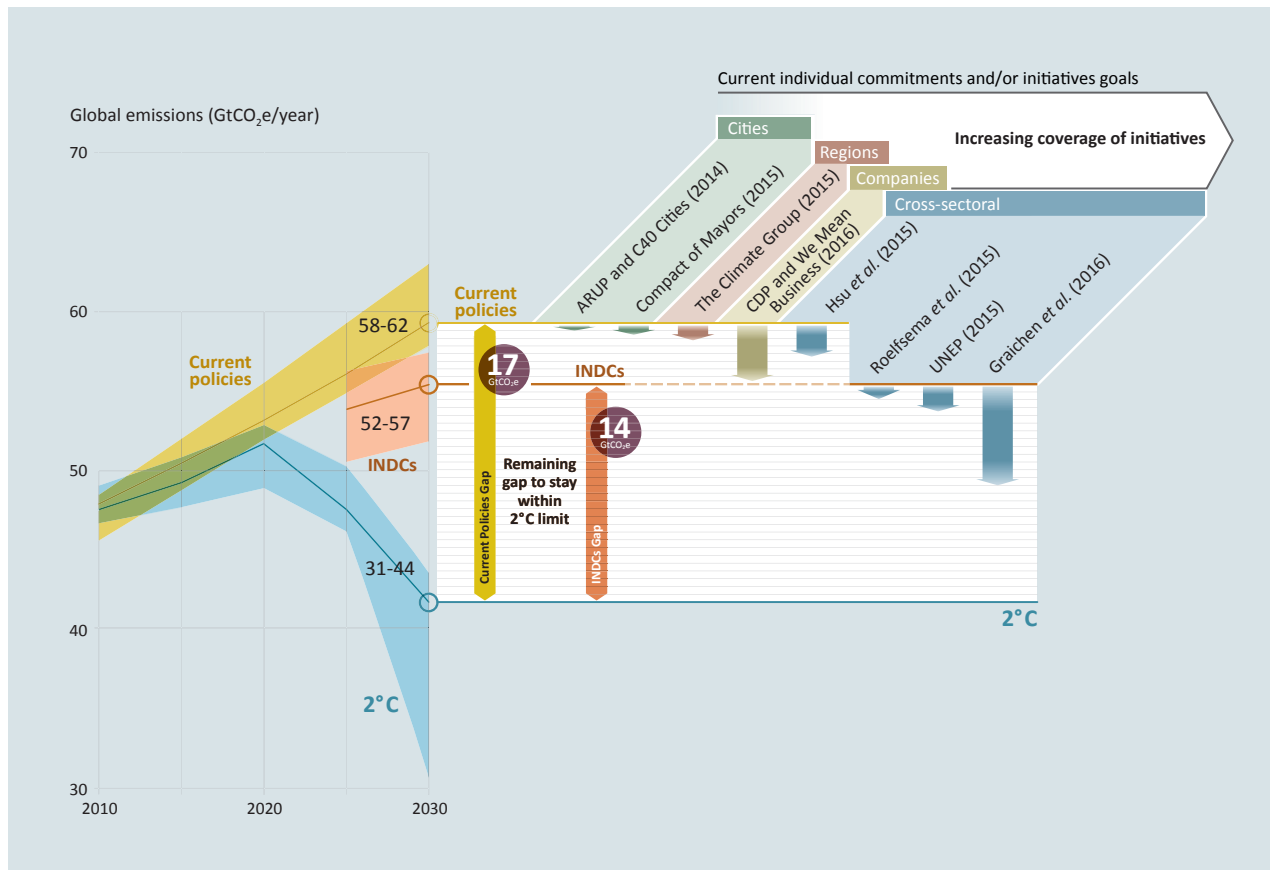 Current individual commitments and/or initiatives goals
Global emissions (GtCO2e/year)
Cities
Increasing coverage of initiatives
Regions
Companies
Cross-sectoral
ARUP and C40 Cities (2014)
Compact of Mayors (2015)
The Climate Group (2015)
CDP and We Mean
Business (2016)
Hsu et al. (2015)
Roelfsema et al. (2015)
UNEP (2015)
Graichen et al. (2016)
70
60
50
40
30
2010
2020
2030
Current
policies
58-62
52-57
INDCs
31-44
2°C
Current
policies
17
GtCO2e
INDCs
14
GtCO2e
Remaining
gap to stay
within
2°C limit
Current Policies Gap
INDCs Gap
2°C